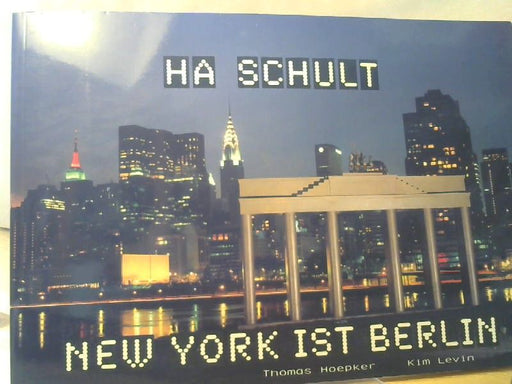 HA SCHULT
NEW YORK IST BERLIN
Thomas Hoepker Kim Levin